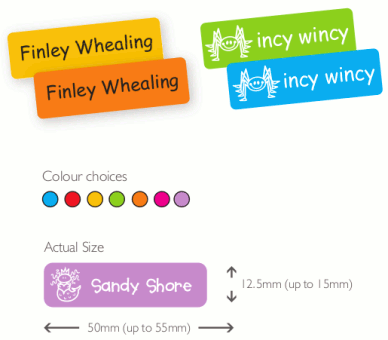 Finley Whealing
Finley Whealing
incy wincy
incy wincy
Colour choices
Actual Size
Sandy Shore
12.5mm (up to 15mm)
50mm (up to 55mm)